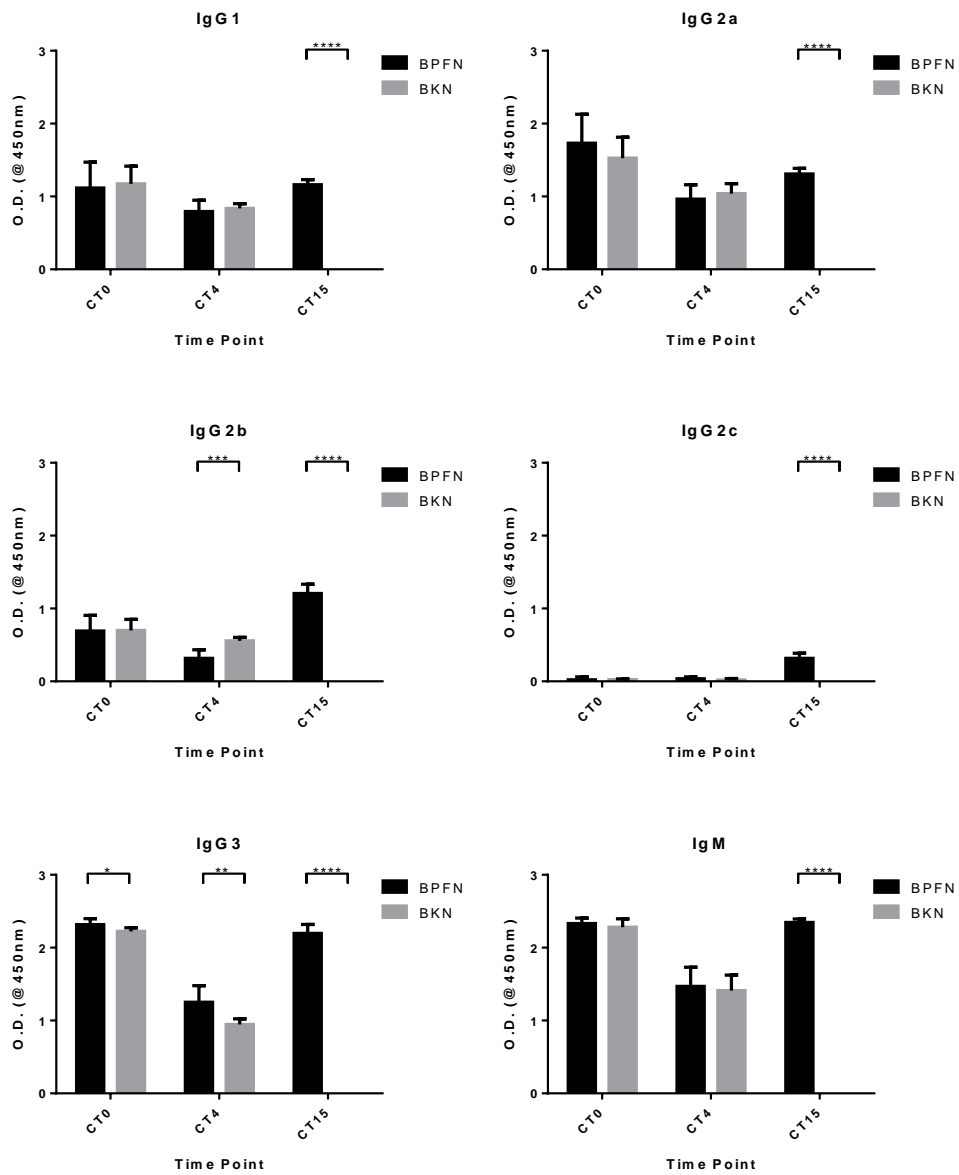 IgG1
****
3
2
1
0
O.D. (@450nm)
BPFN
BKN
CT0
CT4
CT15
Time Point
IgG2a
****
3
2
1
0
O.D. (@450nm)
BPFN
BKN
CT0
CT4
CT15
Time Point
IgG2b
***
****
3
2
1
0
O.D. (@450nm)
BPFN
BKN
CT0
CT4
CT15
Time Point
IgG2c
****
3
2
1
0
O.D. (@450nm)
BPFN
BKN
CT0
CT4
CT15
Time Point
IgG3
*
**
****
3
2
1
0
O.D. (@450nm)
BPFN
BKN
CT0
CT4
CT15
Time Point
IgM
****
3
2
1
0
O.D. (@450nm)
BPFN
BKN
CT0
CT4
CT15
Time Point